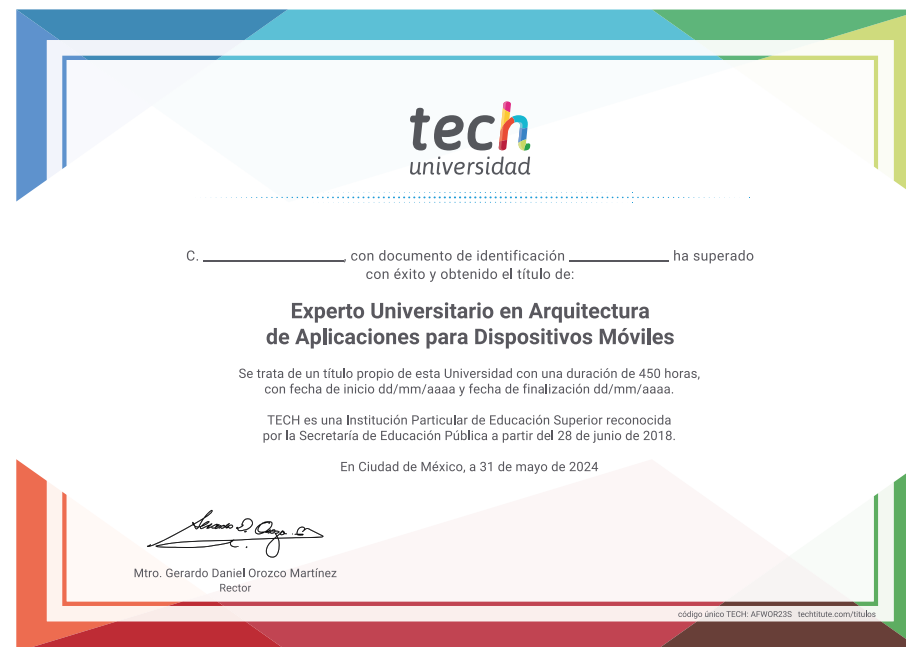 tech
universidad
C. ____________, con documento de identificación ____________ ha superado
con éxito y obtenido el título de:
Experto Universitario en Arquitectura
de Aplicaciones para Dispositivos Móviles
Se trata de un título propio de esta Universidad con una duración de 450 horas,
con fecha de inicio dd/mm/aaaa y fecha de finalización dd/mm/aaaa.
TECH es una Institución Particular de Educación Superior reconocida
por la Secretaría de Educación Pública a partir del 28 de junio de 2018.
En Ciudad de México, a 31 de mayo de 2024
Mtro. Gerardo Daniel Orozco Martínez
Rector
código único TECH: AFWOR23S techtitute.com/titulos